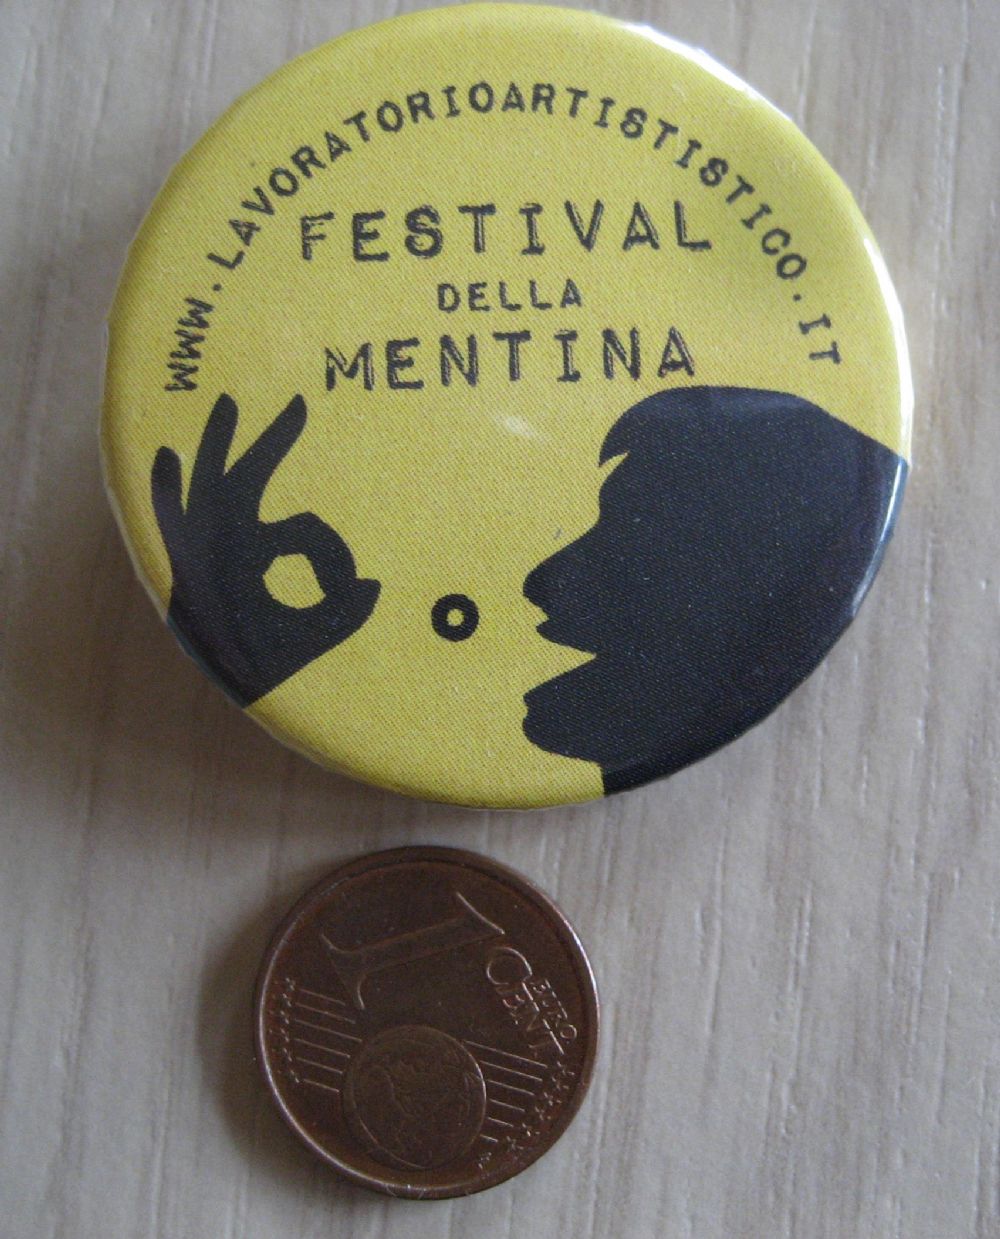 WWW.LAVORATORIOARTISTISTICO.IT
FESTIVAL
DELLA
MENTINA
1
EURO
CENT